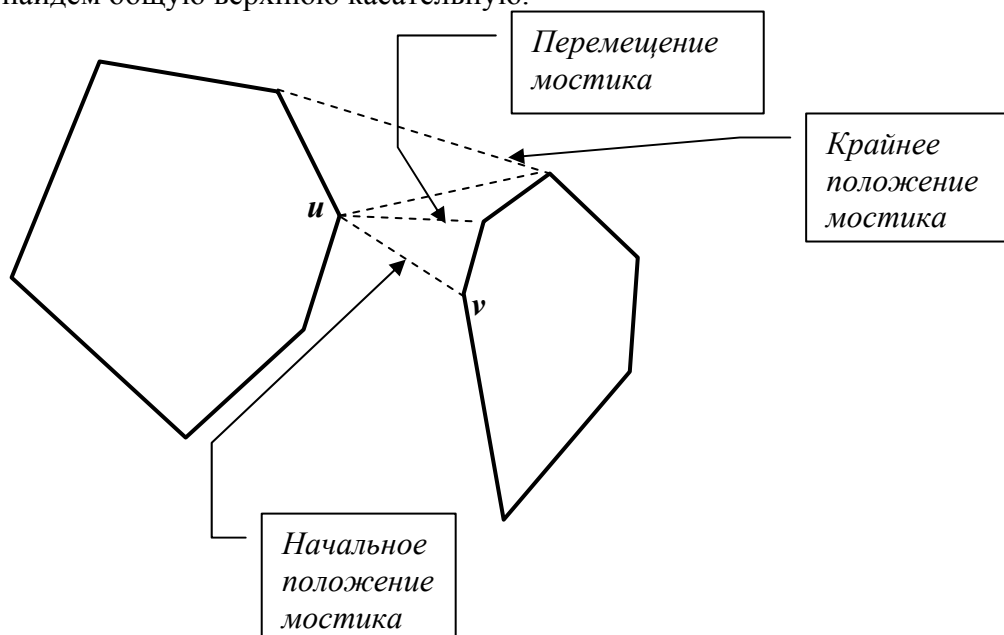 найдем общую верхнюю касательную.
Перемещение
мостика
Крайнее
положение
мостика
u
v
Начальное
положение
мостика